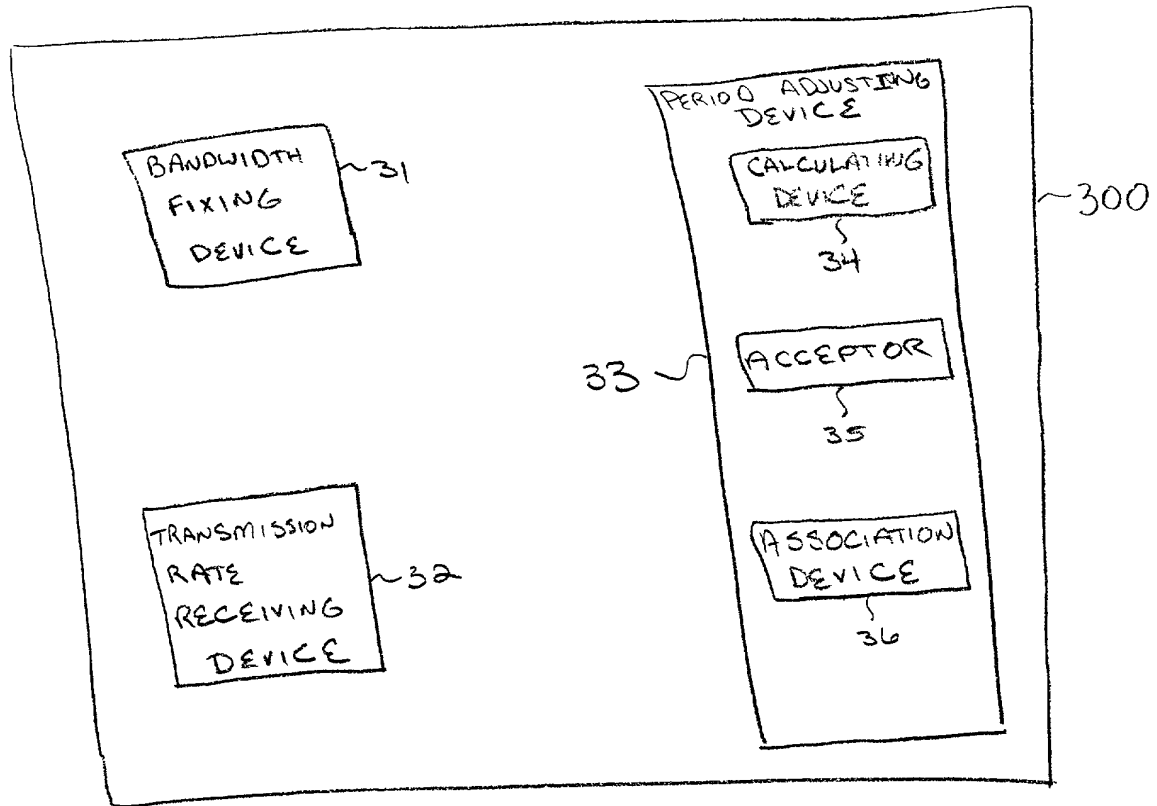 BANDWIDTH
FIXING
DEVICE
31
TRANSMISSION
RATE
RECEIVING
DEVICE
32
PERIOD ADJUSTING
DEVICE
CALCULATING
DEVICE
34
ACCEPTOR
35
ASSOCIATION
DEVICE
36
33
300